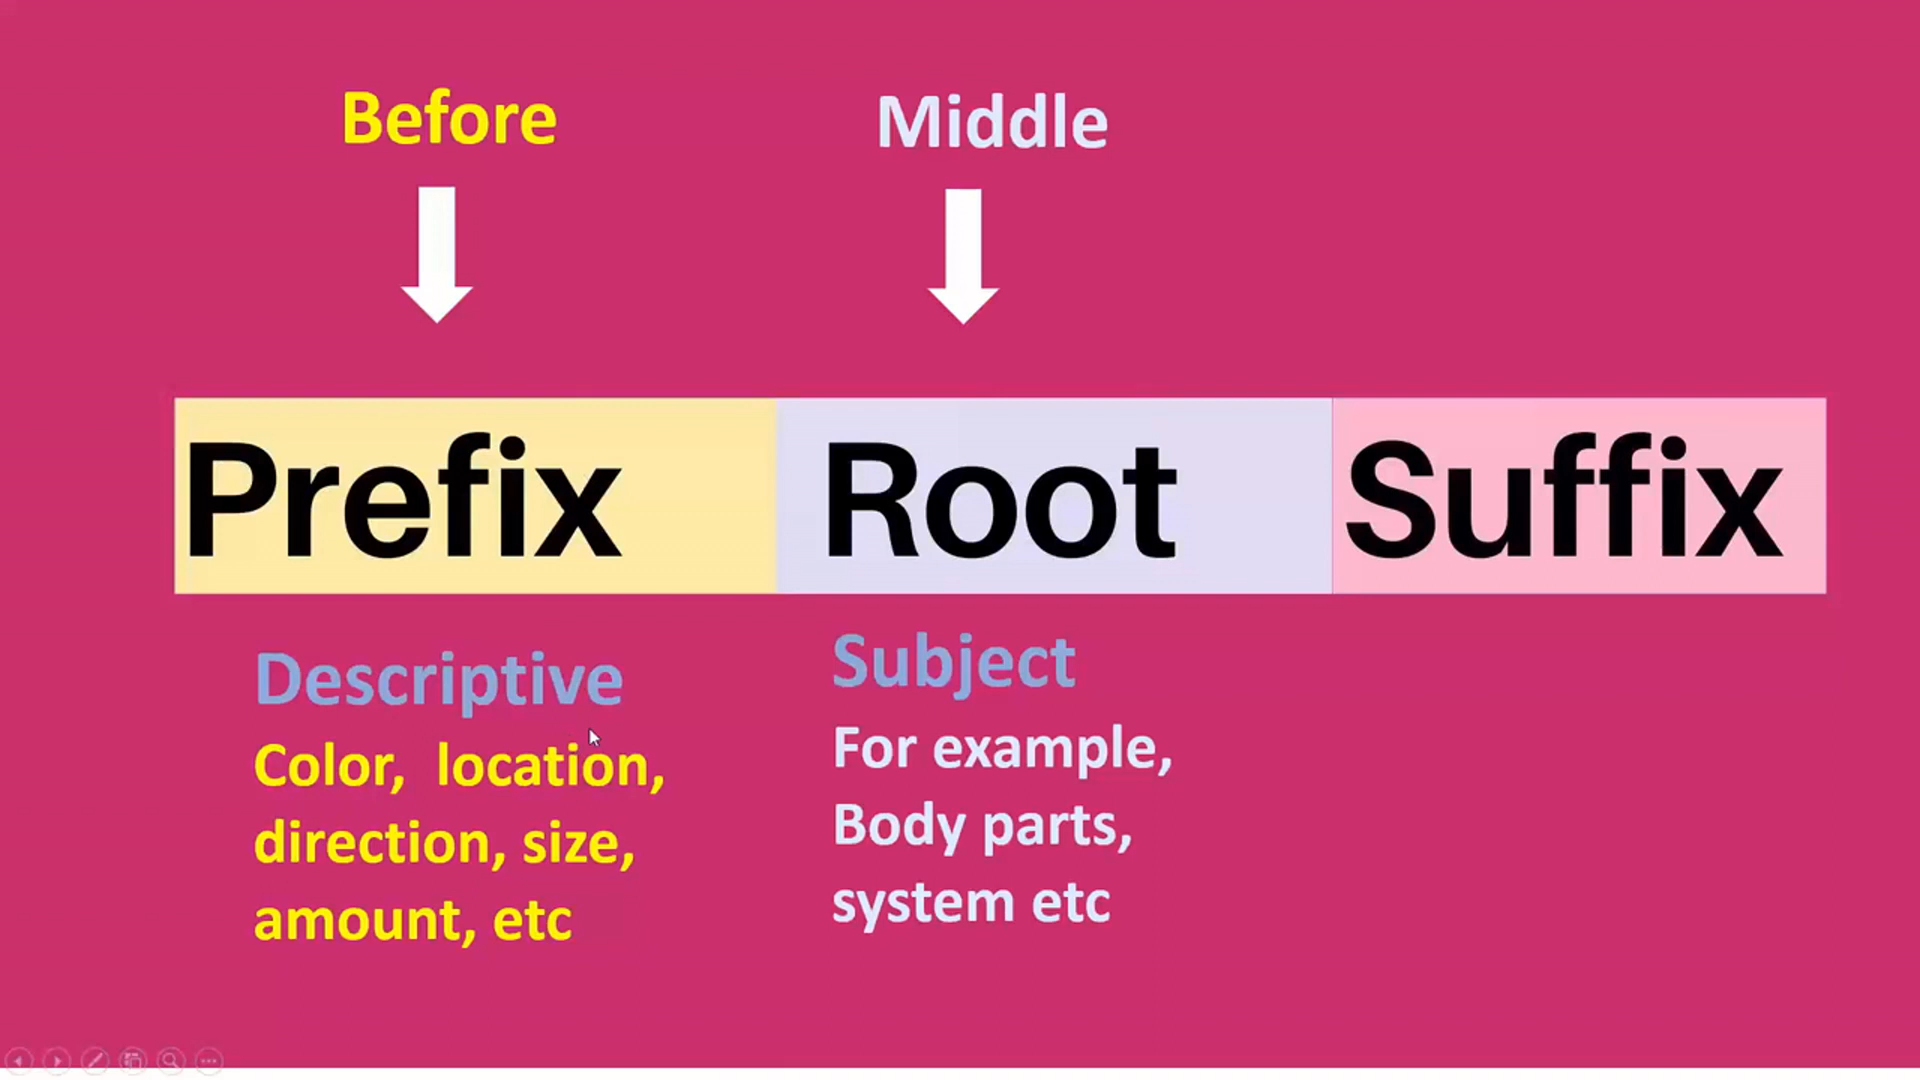 Before
Middle
Prefix
Root
Suffix
Descriptive
Color, location,
direction, size,
amount, etc
Subject
For example,
Body parts,
system etc